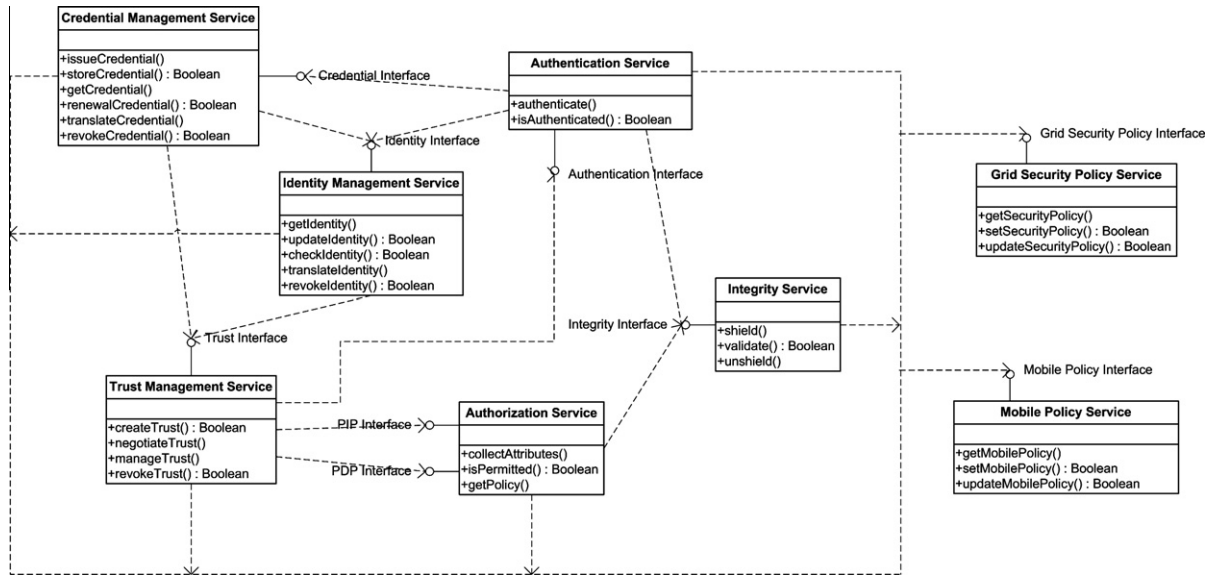 Credential Management Service
+issueCredential()
+storeCredential() : Boolean
+getCredential()
+renewalCredential() : Boolean
+translateCredential()
+revokeCredential() : Boolean
Credential Interface
Authentication Service
+authenticate()
+isAuthenticated() : Boolean
Identity Interface
Authentication Interface
Grid Security Policy Interface
Grid Security Policy Service
+getSecurityPolicy()
+setSecurityPolicy() : Boolean
+updateSecurityPolicy() : Boolean
Identity Management Service
+getIdentity()
+updateIdentity() : Boolean
+checkIdentity() : Boolean
+translateIdentity()
+revokeIdentity() : Boolean
Integrity Service
+shield()
+validate() : Boolean
+unshield()
Integrity Interface
Trust Interface
Mobile Policy Interface
Mobile Policy Service
+getMobilePolicy()
+setMobilePolicy() : Boolean
+updateMobilePolicy() : Boolean
Trust Management Service
+createTrust() : Boolean
+negotiateTrust()
+manageTrust()
+revokeTrust() : Boolean
PIP Interface
PDP Interface
Authorization Service
+collectAttributes()
+isPermitted() : Boolean
+getPolicy()